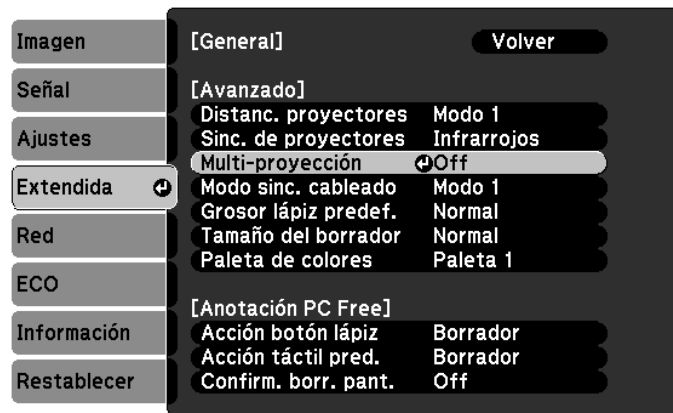 Imagen
Señal
Ajustes
Extendida
Red
ECO
Información
Restablecer
[General] Volver
[Avanzado]
Distanc. proyectores Modo 1
Sinc. de proyectores Infrarrojos
Multi-proyección Off
Modo sinc. cableado Modo 1
Grosor lápiz predef. Normal
Tamaño del borrador Normal
Paleta de colores Paleta 1
[Anotación PC Free]
Acción botón lápiz Borrador
Acción táctil pred. Borrador
Confirm. borr. pant. Off